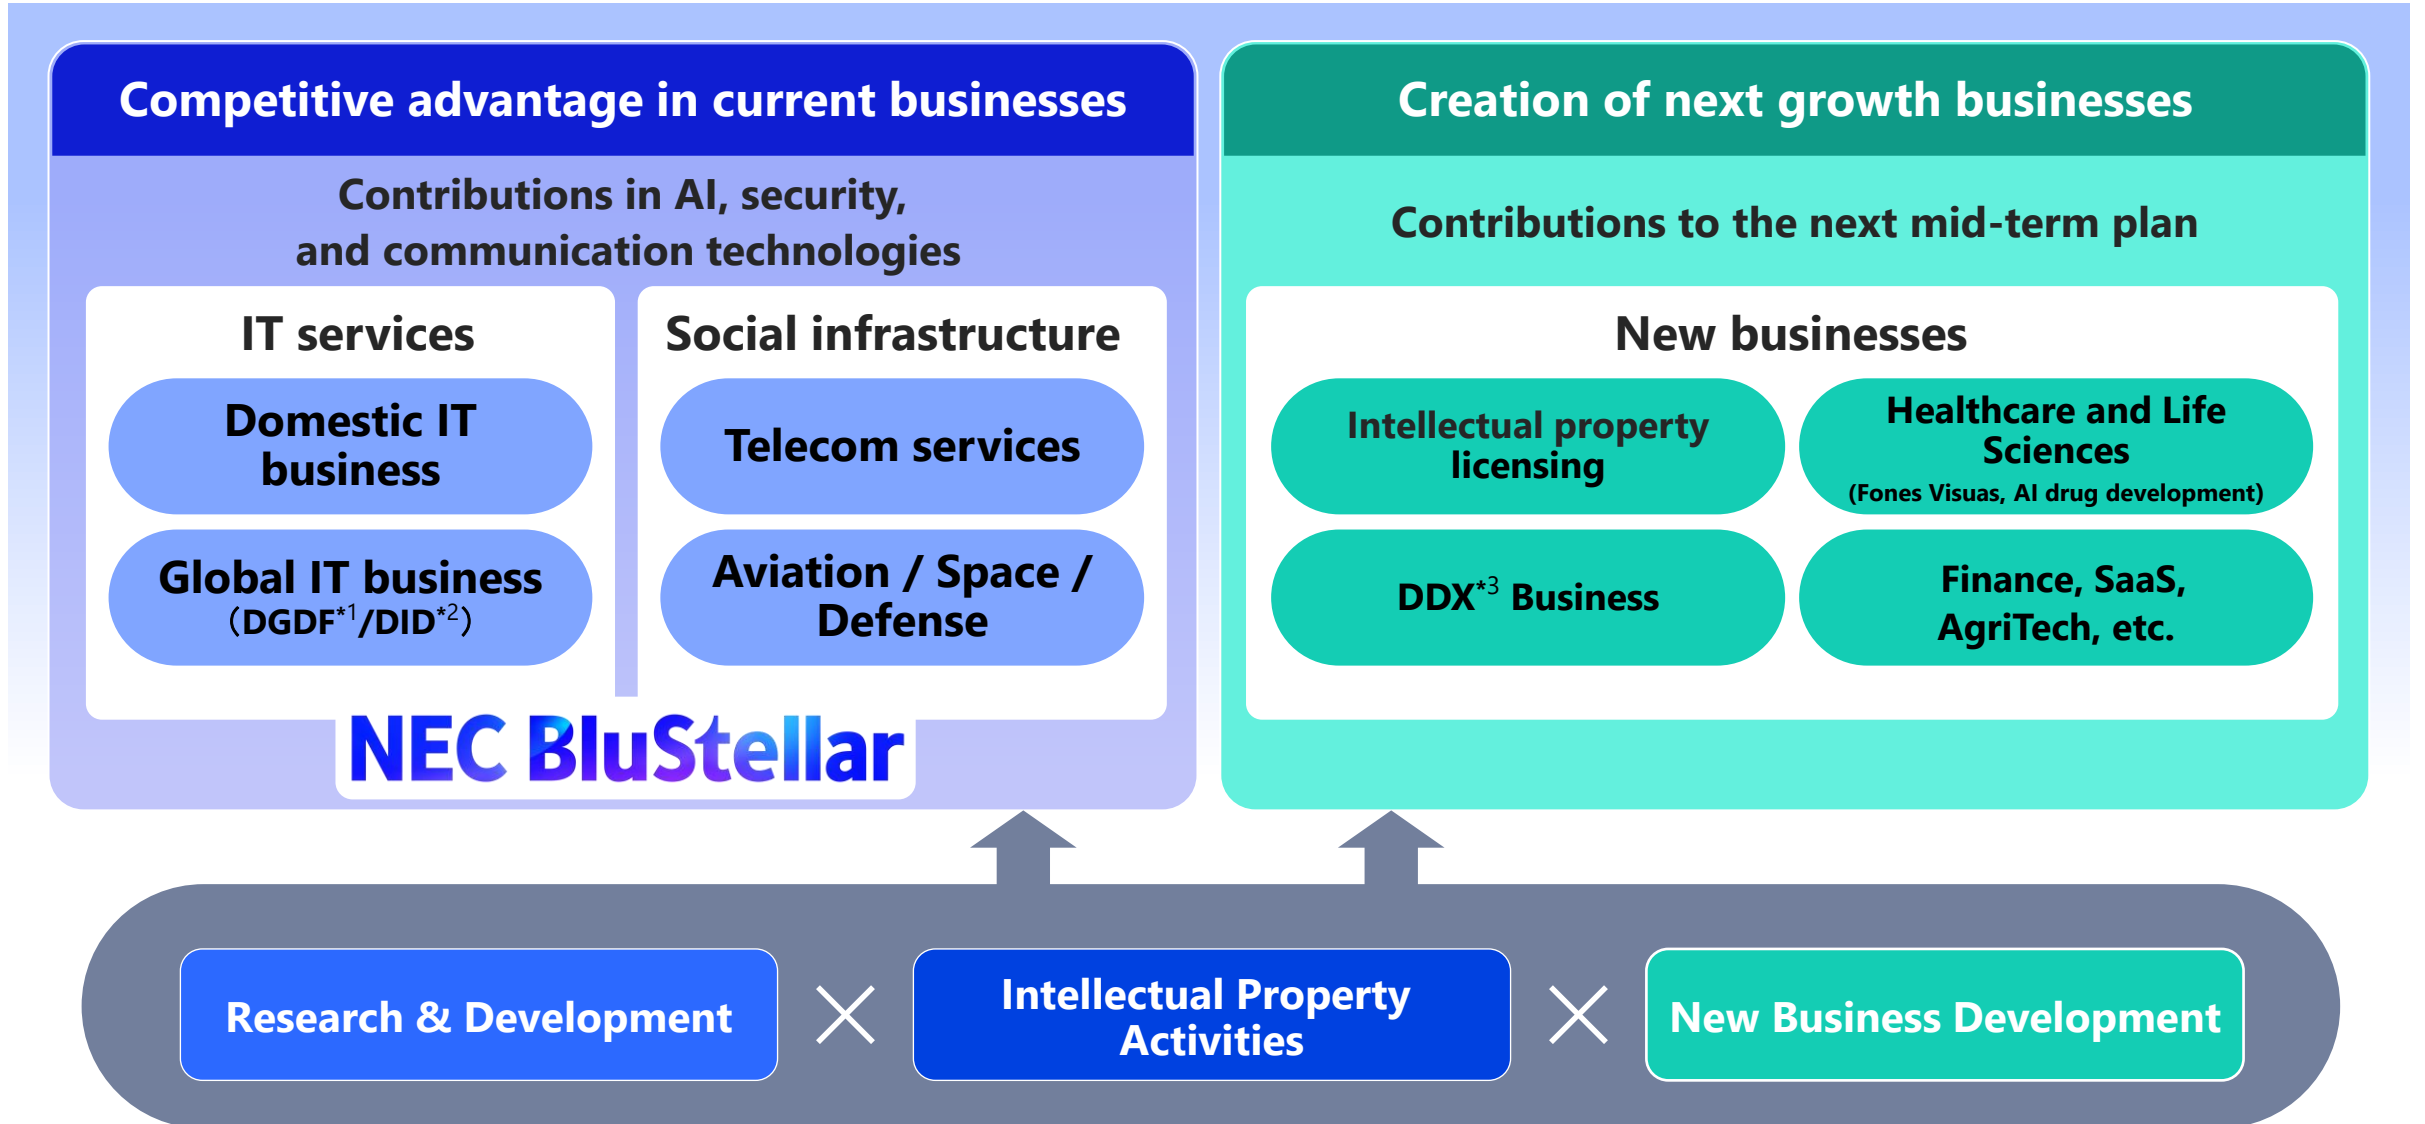 Competitive advantage in current businesses
Contributions in AI, security,
and communication technologies
IT services
Domestic IT
business
Global IT business
（DGDF*1/DID*2）
Social infrastructure
Telecom services
Aviation / Space /
Defense
NEC BluStellar
Creation of next growth businesses
Contributions to the next mid-term plan
New businesses
Intellectual property
licensing
Healthcare and Life
Sciences
(Fones Visuas, AI drug development)
DDX*3 Business
Finance, SaaS,
AgriTech, etc.
Research & Development
Intellectual Property
Activities
New Business Development